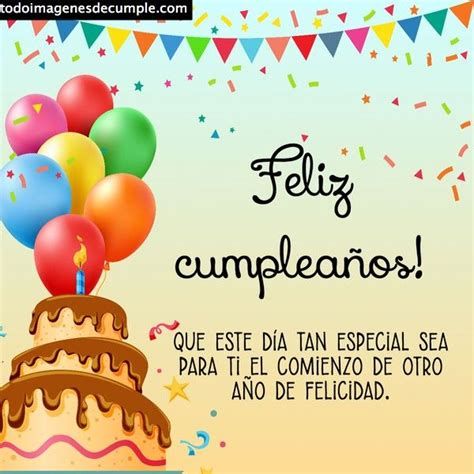 todoimagenesdecumple.com
Feliz
cumpleaños!
QUE ESTE DÍA TAN ESPECIAL SEA
PARA TI EL COMIENZO DE OTRO
AÑO DE FELICIDAD.